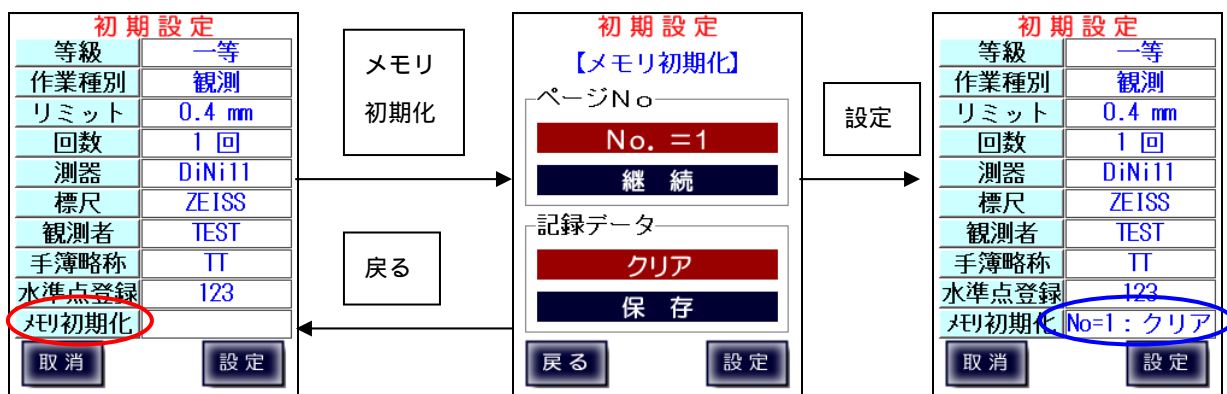 初期設定
等級 一等
作業種別 観測
リミット 0.4 mm
回数 1 回
測器 DiNi11
標尺 ZEISS
観測者 TEST
手簿略称 TT
水準点登録 123
ﾒﾓﾘ初期化
取消 設定
メモリ
初期化
戻る
初期設定
【メモリ初期化】
ページNo
No. =1
継続
記録データ
クリア
保存
戻る 設定
設定
初期設定
等級 一等
作業種別 観測
リミット 0.4 mm
回数 1 回
測器 DiNi11
標尺 ZEISS
観測者 TEST
手簿略称 TT
水準点登録 123
ﾒﾓﾘ初期化 No=1:クリア
取消 設定